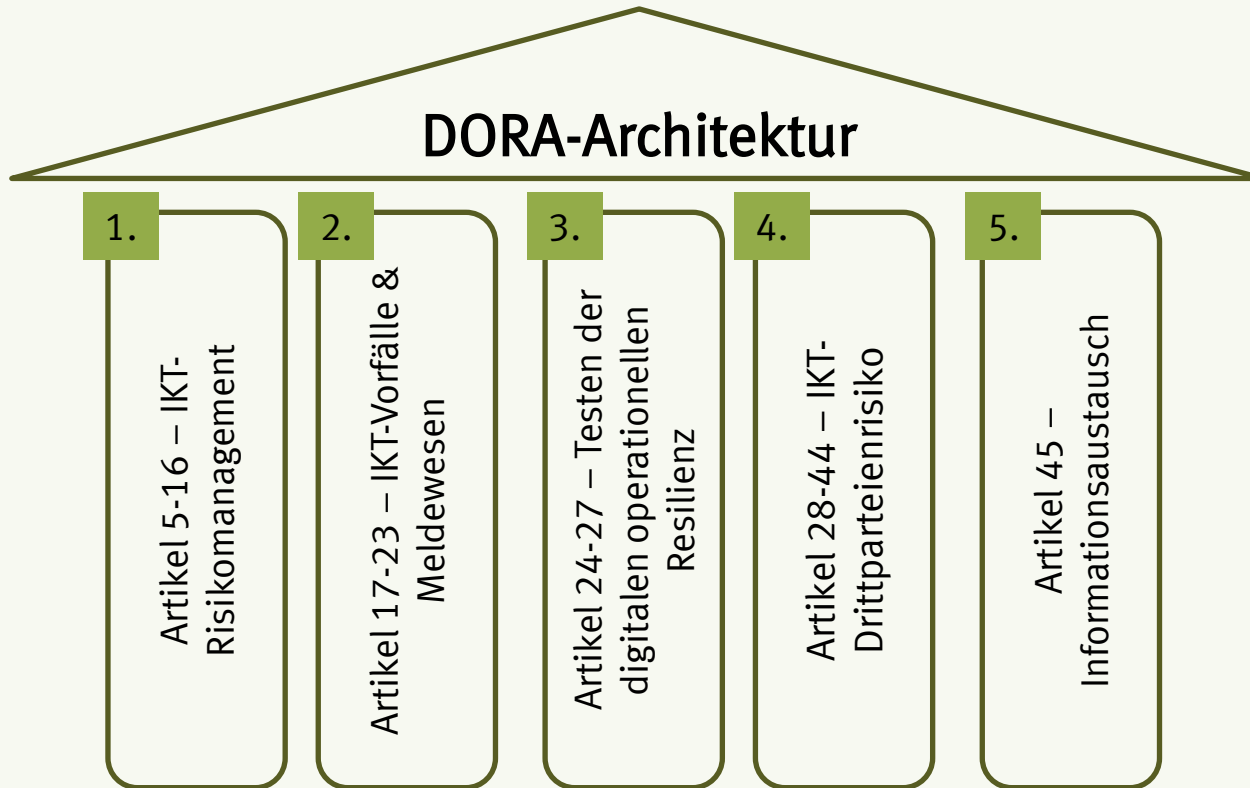 DORA-Architektur
1.
Artikel 5-16 – IKT-
Risikomanagement
2.
Artikel 17-23 – IKT-Vorfälle &
Meldewesen
3.
Artikel 24-27 – Testen der
digitalen operationellen
Resilienz
4.
Artikel 28-44 – IKT-
Drittparteienrisiko
5.
Artikel 45 –
Informationsaustausch